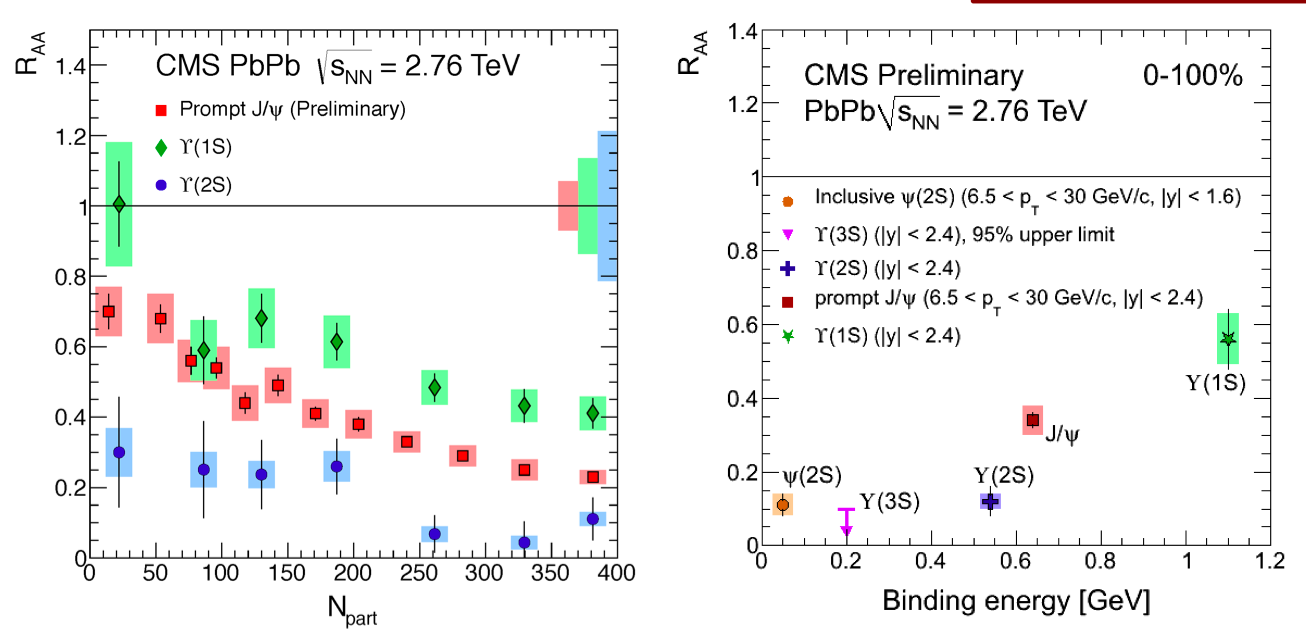 R_AA
CMS PbPb √s_NN = 2.76 TeV
Prompt J/ψ (Preliminary)
ϒ(1S)
ϒ(2S)
1.4
1.2
1
0.8
0.6
0.4
0.2
0
0 50 100 150 200 250 300 350 400
N_part
R_AA
CMS Preliminary 0-100%
PbPb √s_NN = 2.76 TeV
Inclusive ψ(2S) (6.5 < p_T < 30 GeV/c, |y| < 1.6)
ϒ(3S) (|y| < 2.4), 95% upper limit
ϒ(2S) (|y| < 2.4)
prompt J/ψ (6.5 < p_T < 30 GeV/c, |y| < 2.4)
ϒ(1S) (|y| < 2.4)
ϒ(1S)
J/ψ
ψ(2S)
ϒ(3S)
ϒ(2S)
1.4
1.2
1
0.8
0.6
0.4
0.2
0
0 0.2 0.4 0.6 0.8 1 1.2
Binding energy [GeV]